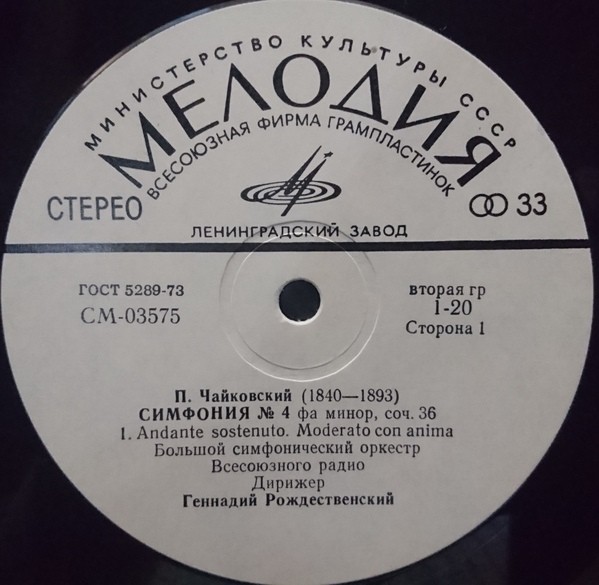 МИНИСТЕРСТВО КУЛЬТУРЫ СССР
МЕЛОДИЯ
ВСЕСОЮЗНАЯ ФИРМА ГРАМПЛАСТИНОК
СТЕРЕО
33
ЛЕНИНГРАДСКИЙ ЗАВОД
ГОСТ 5289-73
СМ-03575
вторая гр
1-20
Сторона 1
П. Чайковский (1840—1893)
СИМФОНИЯ № 4 фа минор, соч. 36
1. Andante sostenuto. Moderato con anima
Большой симфонический оркестр
Всесоюзного радио
Дирижер
Геннадий Рождественский